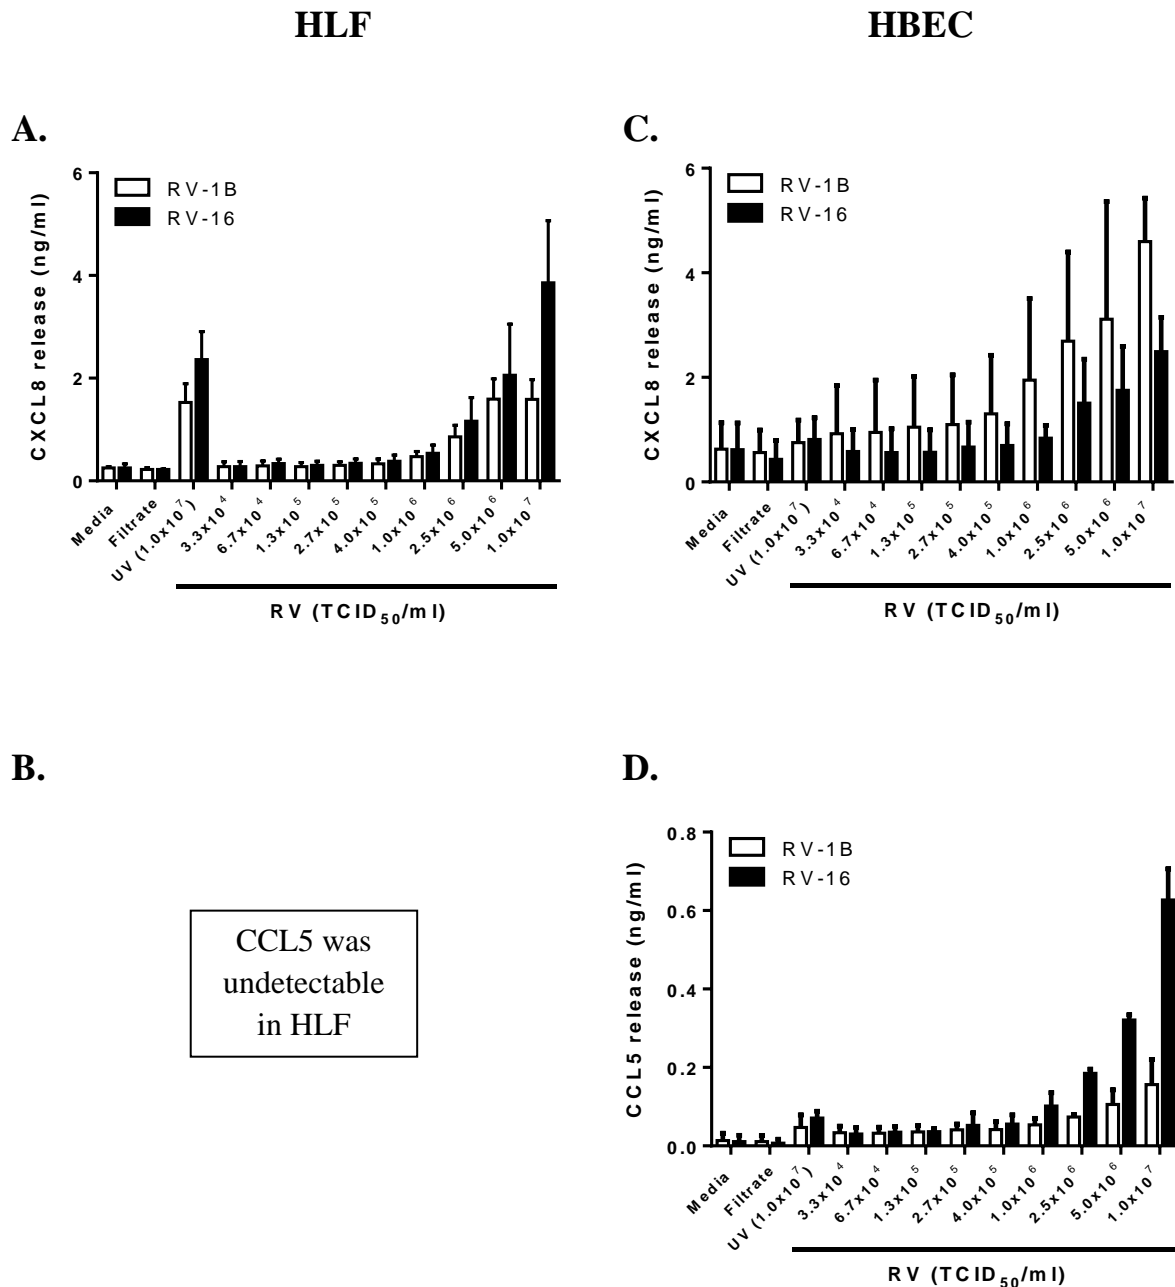 HLF
HBEC
A.
CXCL8 release (ng/ml)
6
4
2
0
RV-1B
RV-16
Media
Filtrate
UV (1.0x10⁷)
3.3x10⁴
6.7x10⁴
1.3x10⁵
2.7x10⁵
4.0x10⁵
1.0x10⁶
2.5x10⁶
5.0x10⁶
1.0x10⁷
RV (TCID₅₀/ml)
C.
CXCL8 release (ng/ml)
6
4
2
0
RV-1B
RV-16
Media
Filtrate
UV (1.0x10⁷)
3.3x10⁴
6.7x10⁴
1.3x10⁵
2.7x10⁵
4.0x10⁵
1.0x10⁶
2.5x10⁶
5.0x10⁶
1.0x10⁷
RV (TCID₅₀/ml)
B.
CCL5 was
undetectable
in HLF
D.
CCL5 release (ng/ml)
0.8
0.6
0.4
0.2
0.0
RV-1B
RV-16
Media
Filtrate
UV (1.0x10⁷)
3.3x10⁴
6.7x10⁴
1.3x10⁵
2.7x10⁵
4.0x10⁵
1.0x10⁶
2.5x10⁶
5.0x10⁶
1.0x10⁷
RV (TCID₅₀/ml)